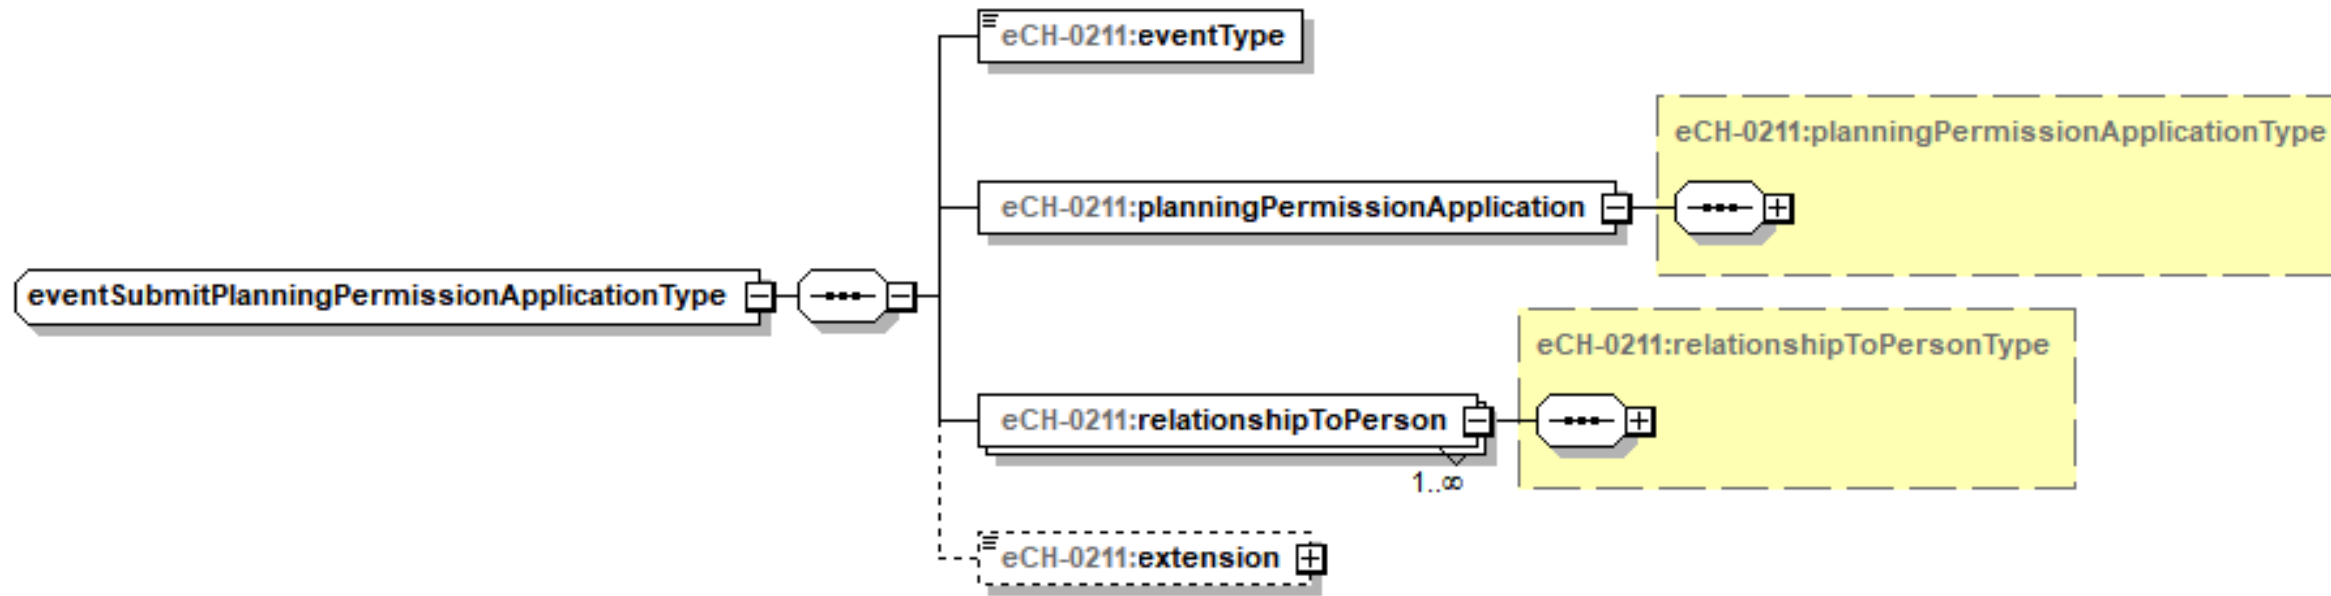 eCH-0211:eventType
eCH-0211:planningPermissionApplicationType
eCH-0211:planningPermissionApplication
eventSubmitPlanningPermissionApplicationType
eCH-0211:relationshipToPersonType
eCH-0211:relationshipToPerson
1..∞
eCH-0211:extension